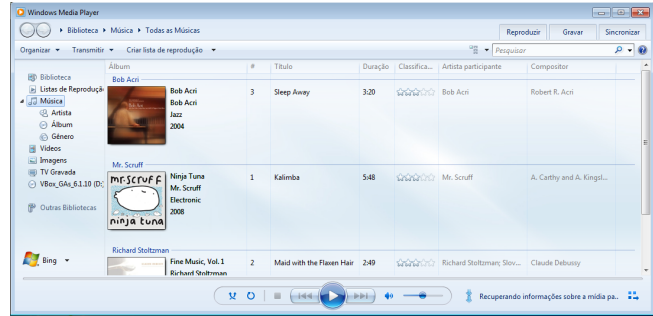 Windows Media Player
Biblioteca Música Todas as Músicas
Reproduzir Gravar Sincronizar
Organizar Transmitir Criar lista de reprodução Pesquisar
Álbum # Título Duração Classifica... Artista participante Compositor
Biblioteca
Listas de Reproduçã
Música
Artista
Álbum
Gênero
Vídeos
Imagens
TV Gravada
VBox_GAs_6.1.10 (D:)
Outras Bibliotecas
Bing
Bob Acri
Bob Acri 3 Sleep Away 3:20 Bob Acri Robert R. Acri
Bob Acri
Jazz
2004
Mr. Scruff
mr.scruff
ninja tuna
Ninja Tuna 1 Kalimba 5:48 Mr. Scruff A. Carthy and A. Kingsl...
Mr. Scruff
Electronic
2008
Richard Stoltzman
Fine Music, Vol. 1 2 Maid with the Flaxen Hair 2:49 Richard Stoltzman; Slov... Claude Debussy
Richard Stoltzman
Recuperando informações sobre a mídia pa..